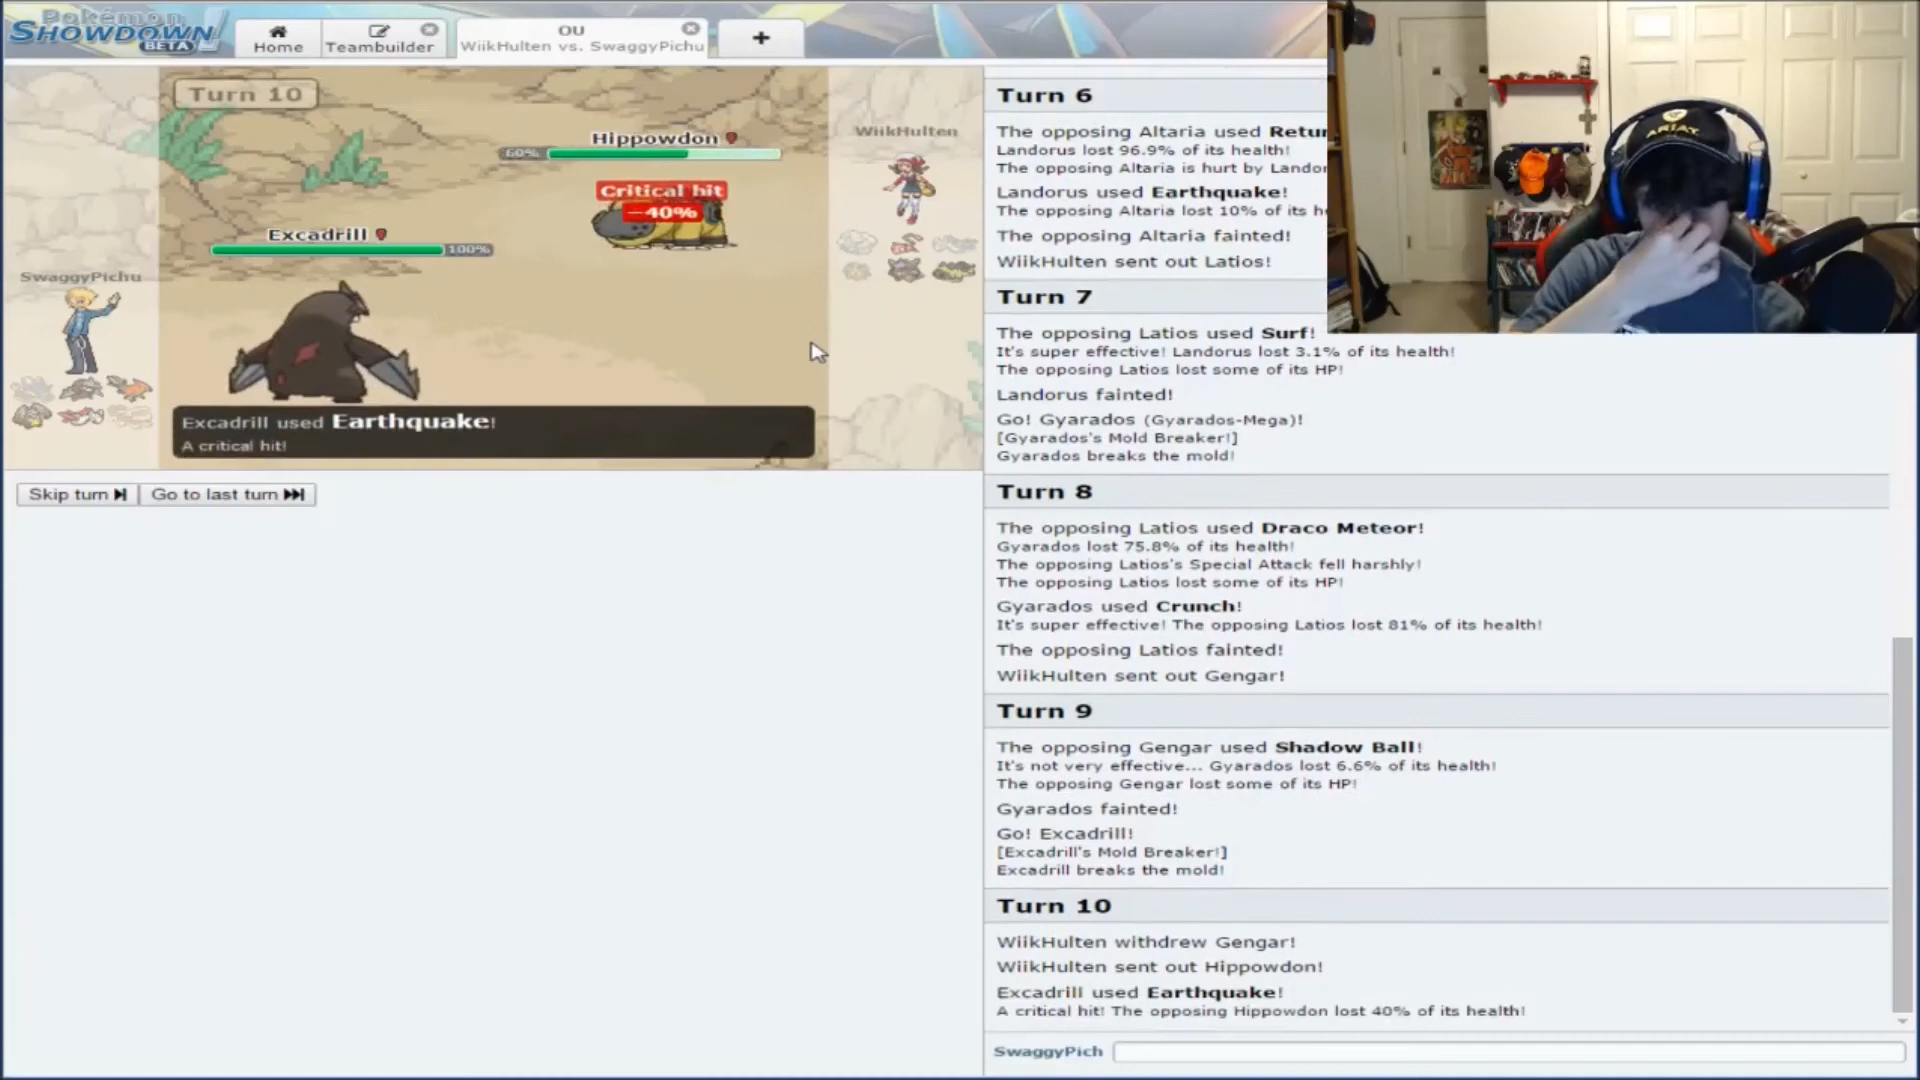 Pokémon
SHOWDOWN!
BETA
Home
Teambuilder
OU
WiikHulten vs. SwaggyPichu
+
Turn 10
Hippowdon
60%
Critical hit
−40%
Excadrill
100%
SwaggyPichu
WiikHulten
Excadrill used Earthquake!
A critical hit!
Skip turn
Go to last turn
Turn 6
The opposing Altaria used Retur
Landorus lost 96.9% of its health!
The opposing Altaria is hurt by Landor
Landorus used Earthquake!
The opposing Altaria lost 10% of its h
The opposing Altaria fainted!
WiikHulten sent out Latios!
Turn 7
The opposing Latios used Surf!
It's super effective! Landorus lost 3.1% of its health!
The opposing Latios lost some of its HP!
Landorus fainted!
Go! Gyarados (Gyarados-Mega)!
[Gyarados's Mold Breaker!]
Gyarados breaks the mold!
Turn 8
The opposing Latios used Draco Meteor!
Gyarados lost 75.8% of its health!
The opposing Latios's Special Attack fell harshly!
The opposing Latios lost some of its HP!
Gyarados used Crunch!
It's super effective! The opposing Latios lost 81% of its health!
The opposing Latios fainted!
WiikHulten sent out Gengar!
Turn 9
The opposing Gengar used Shadow Ball!
It's not very effective... Gyarados lost 6.6% of its health!
The opposing Gengar lost some of its HP!
Gyarados fainted!
Go! Excadrill!
[Excadrill's Mold Breaker!]
Excadrill breaks the mold!
Turn 10
WiikHulten withdrew Gengar!
WiikHulten sent out Hippowdon!
Excadrill used Earthquake!
A critical hit! The opposing Hippowdon lost 40% of its health!
SwaggyPich
ARIAT